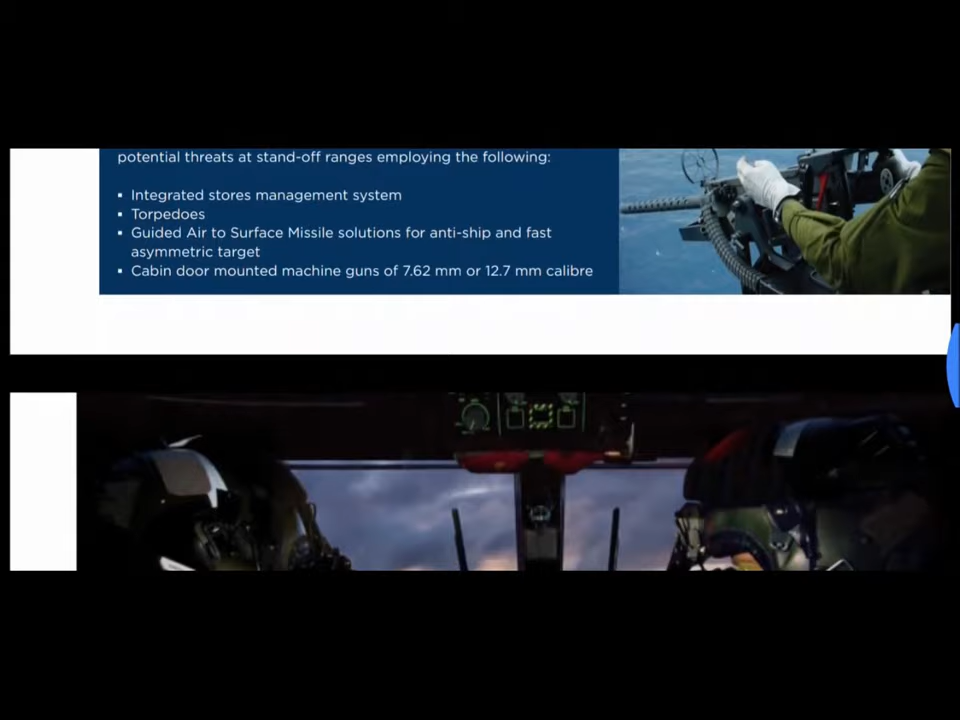 potential threats at stand-off ranges employing the following:
▪ Integrated stores management system
▪ Torpedoes
▪ Guided Air to Surface Missile solutions for anti-ship and fast
asymmetric target
▪ Cabin door mounted machine guns of 7.62 mm or 12.7 mm calibre